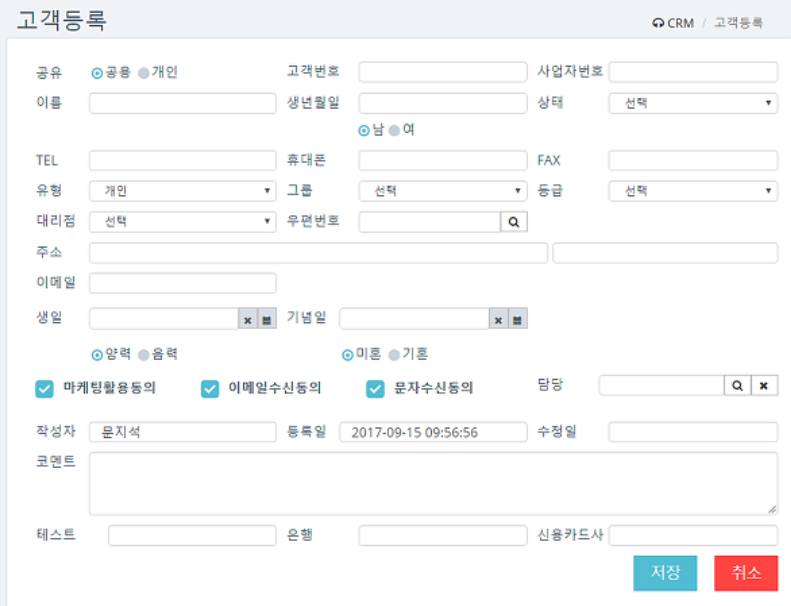 고객등록
CRM / 고객등록
공유 공용 개인 고객번호 사업자번호
이름 생년월일 상태 선택
남 여
TEL 휴대폰 FAX
유형 개인 그룹 선택 등급 선택
대리점 선택 우편번호
주소
이메일
생일 기념일
양력 음력 미혼 기혼
마케팅활용동의 이메일수신동의 문자수신동의 담당
작성자 문지석 등록일 2017-09-15 09:56:56 수정일
코멘트
테스트 은행 신용카드사
저장 취소